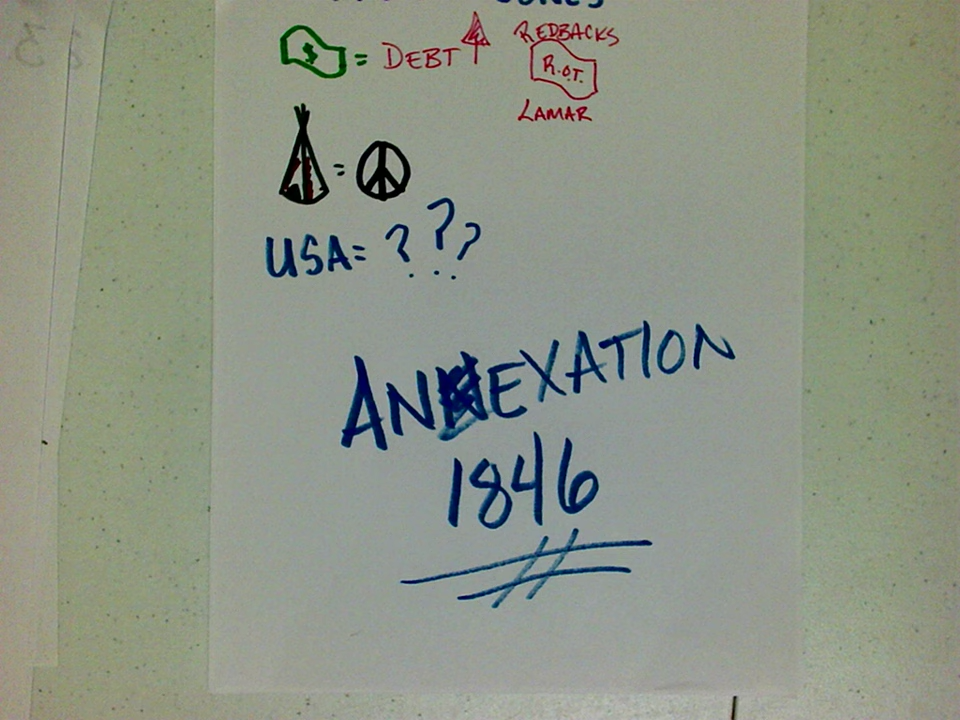 $ = DEBT REDBACKS
R.O.T.
LAMAR
=
USA= ???
ANNEXATION
1846